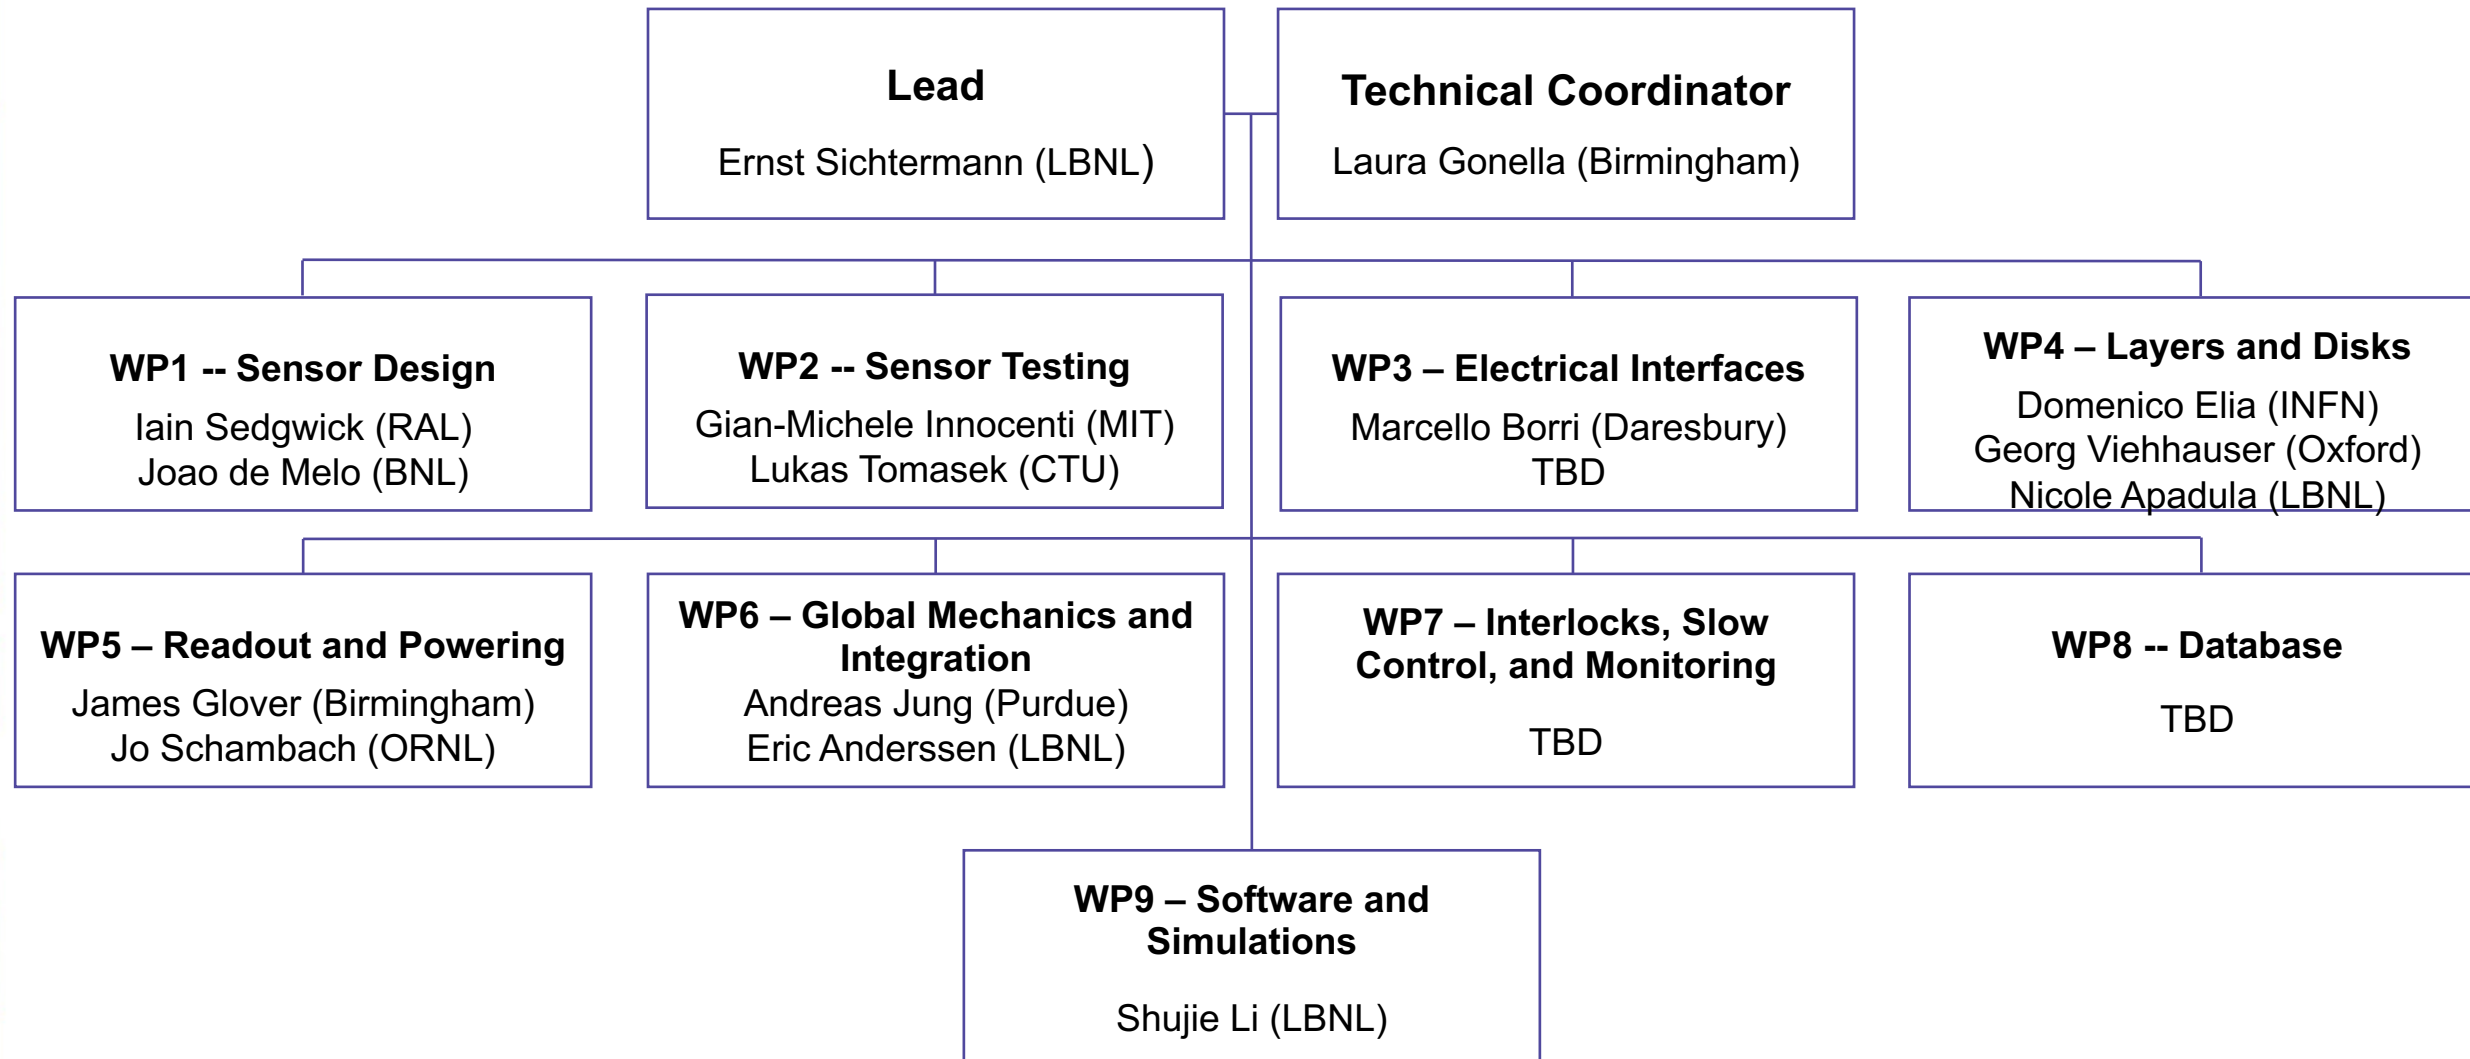 Lead
Ernst Sichtermann (LBNL)
Technical Coordinator
Laura Gonella (Birmingham)
WP1 -- Sensor Design
Iain Sedgwick (RAL)
Joao de Melo (BNL)
WP2 -- Sensor Testing
Gian-Michele Innocenti (MIT)
Lukas Tomasek (CTU)
WP3 – Electrical Interfaces
Marcello Borri (Daresbury)
TBD
WP4 – Layers and Disks
Domenico Elia (INFN)
Georg Viehhauser (Oxford)
Nicole Apadula (LBNL)
WP5 – Readout and Powering
James Glover (Birmingham)
Jo Schambach (ORNL)
WP6 – Global Mechanics and
Integration
Andreas Jung (Purdue)
Eric Anderssen (LBNL)
WP7 – Interlocks, Slow
Control, and Monitoring
TBD
WP8 -- Database
TBD
WP9 – Software and
Simulations
Shujie Li (LBNL)